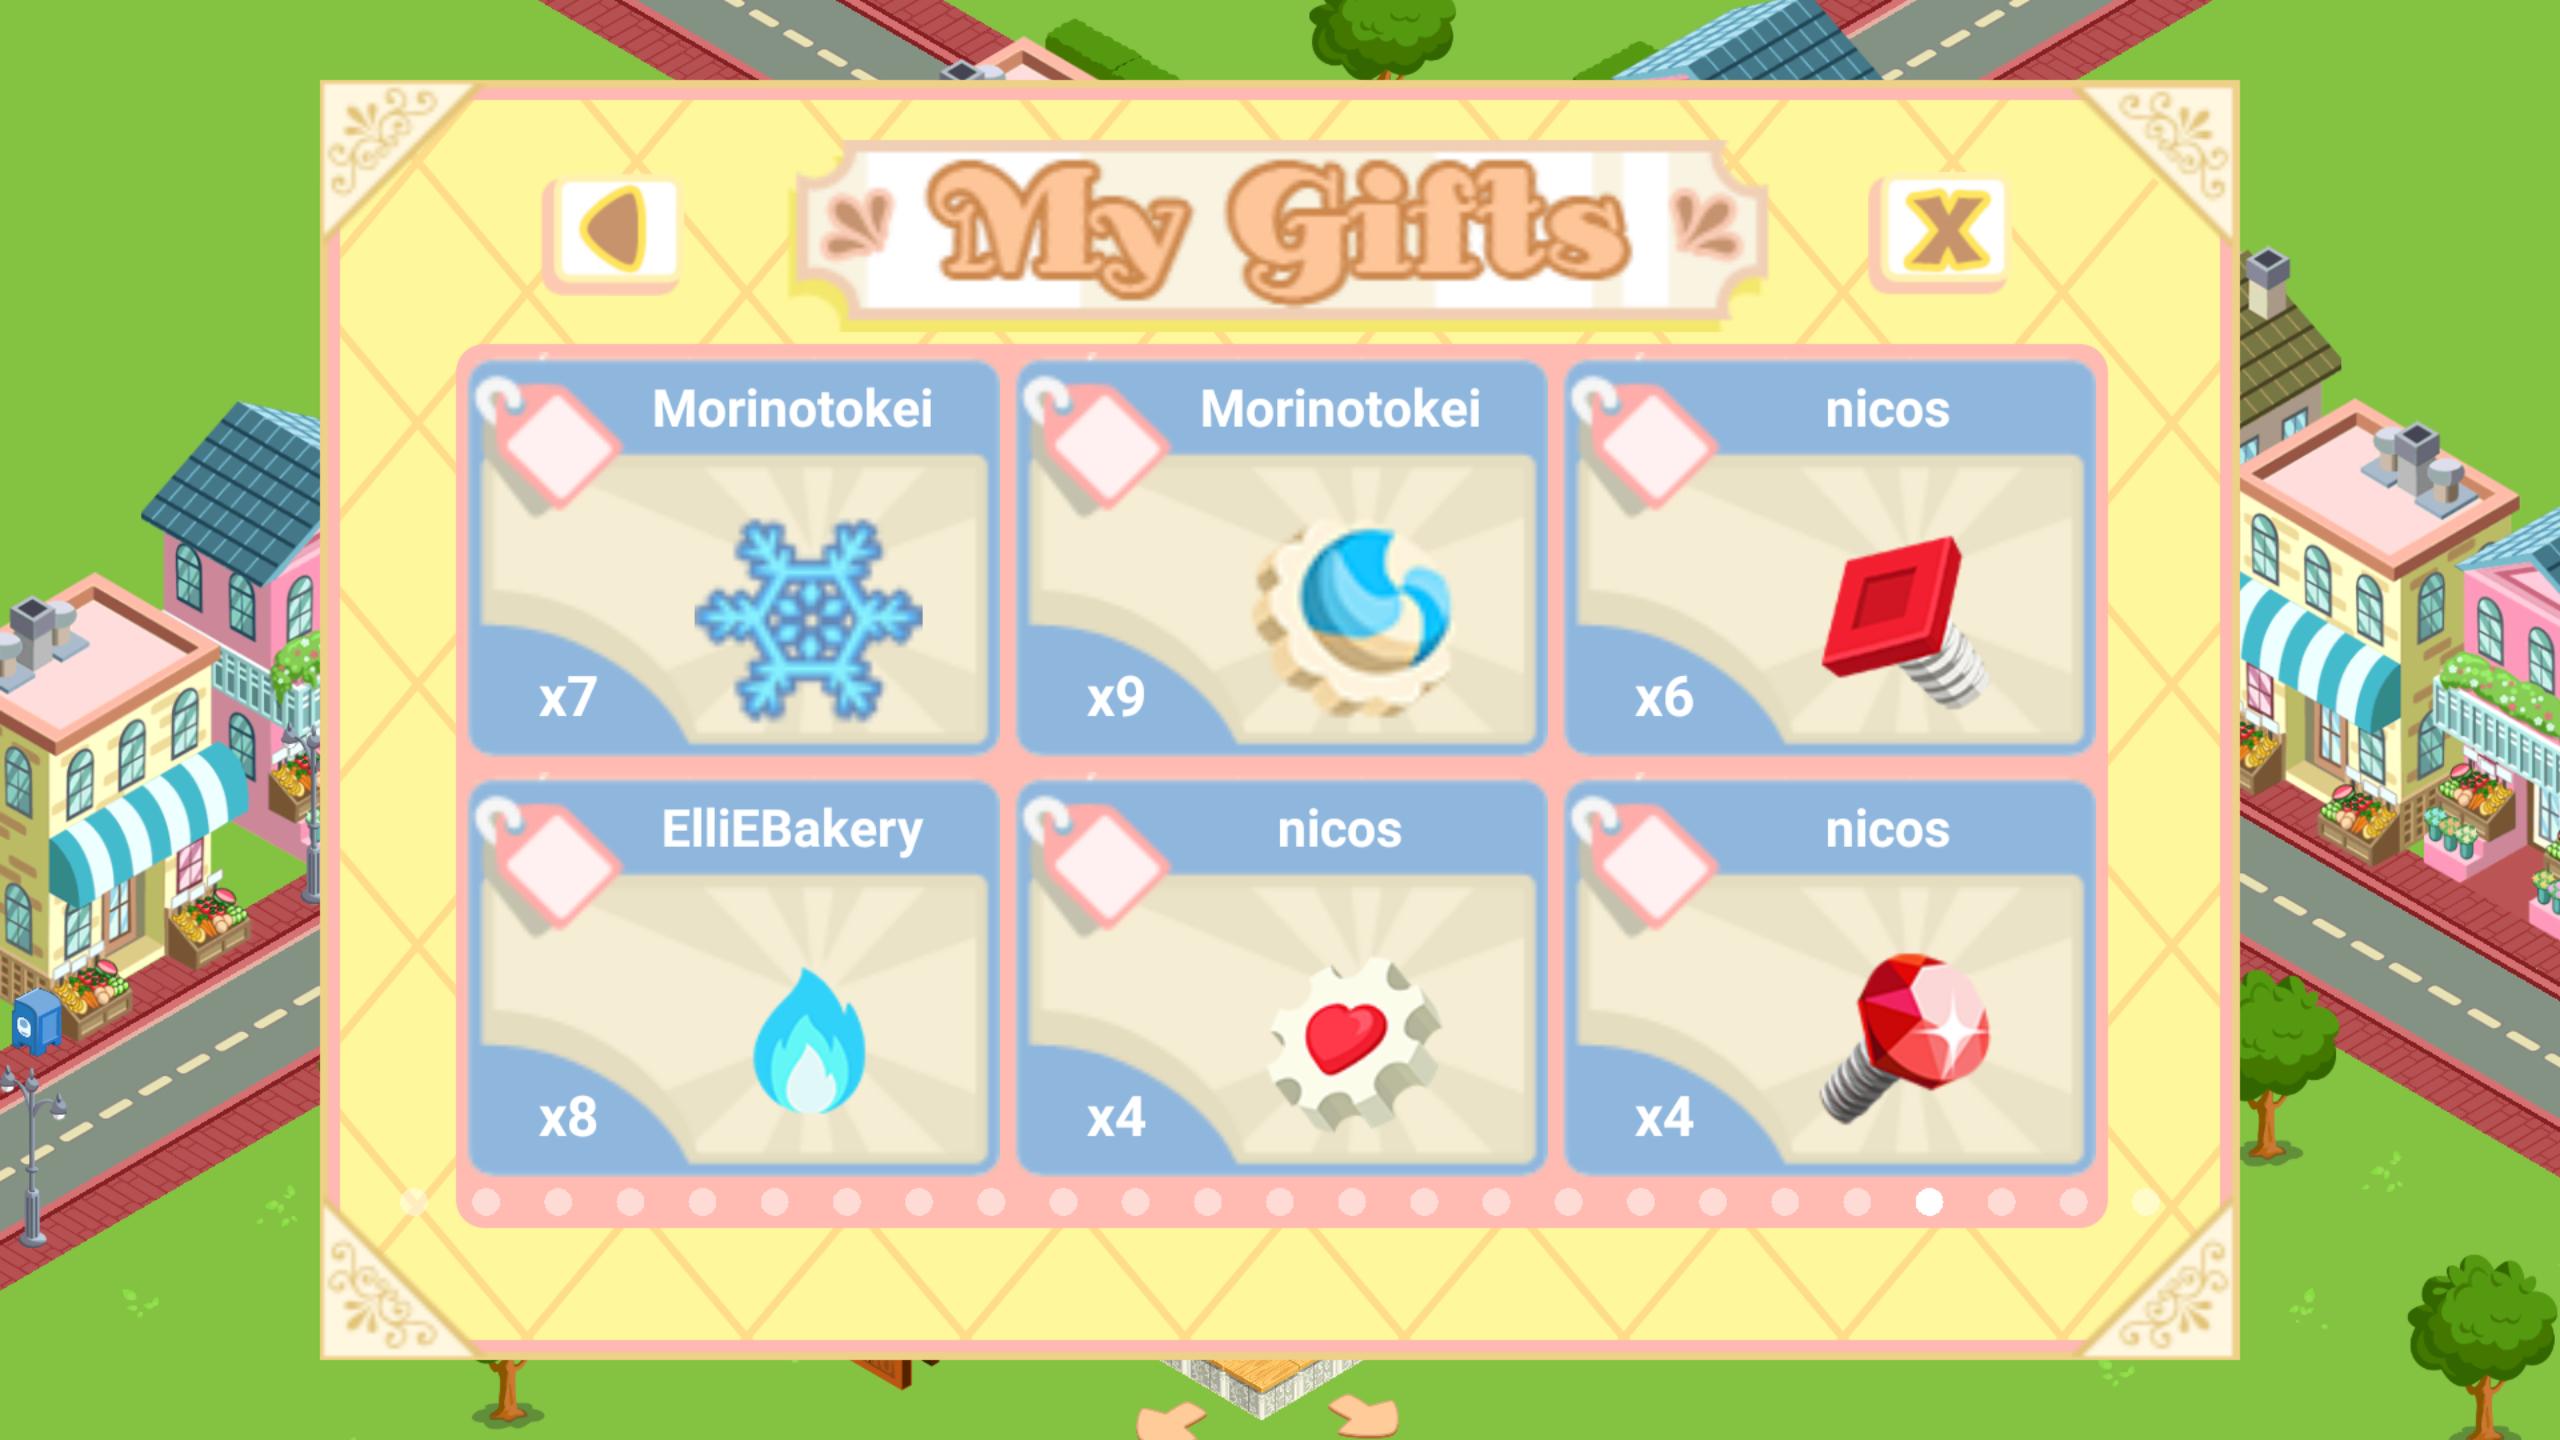 My Gifts
X
Morinotokei
x7
Morinotokei
x9
nicos
x6
ElliEBakery
x8
nicos
x4
nicos
x4